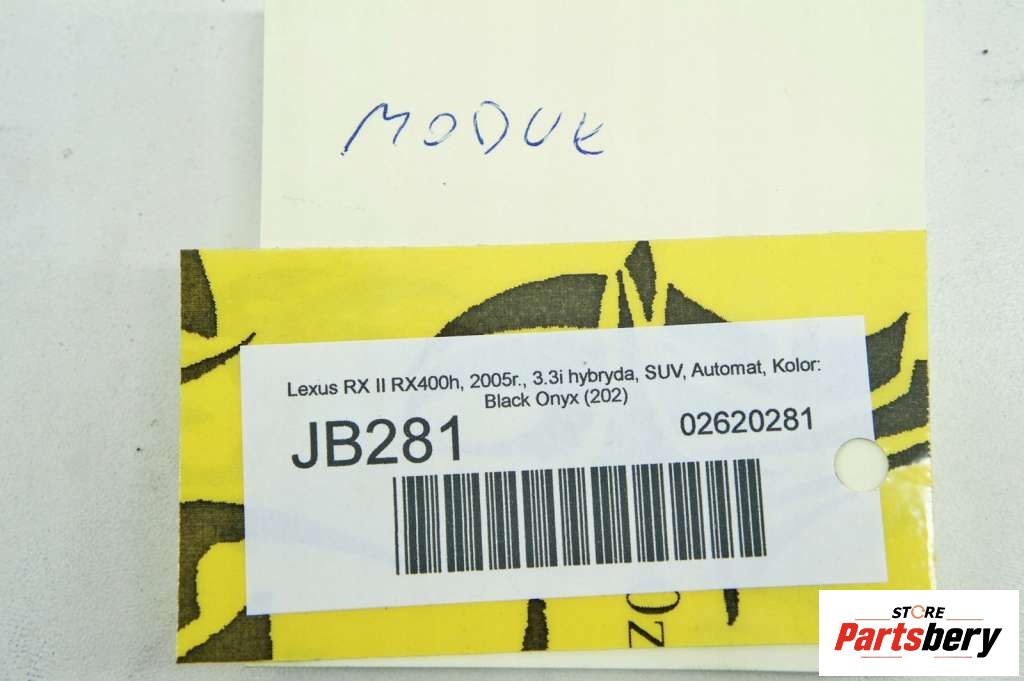 MODUŁ
Lexus RX II RX400h, 2005r., 3.3i hybryda, SUV, Automat, Kolor:
Black Onyx (202)
JB281
02620281
STORE
Partsbery